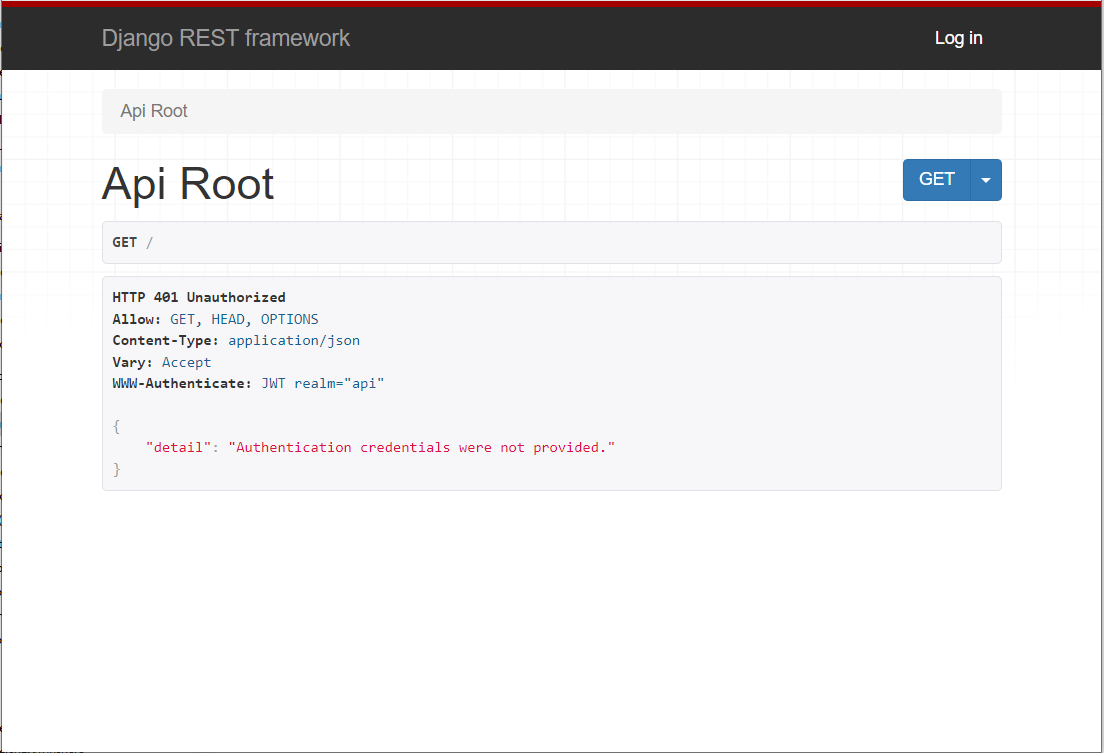 Django REST framework
Log in
Api Root
Api Root
GET
GET /
HTTP 401 Unauthorized
Allow: GET, HEAD, OPTIONS
Content-Type: application/json
Vary: Accept
WWW-Authenticate: JWT realm="api"
{
    "detail": "Authentication credentials were not provided."
}